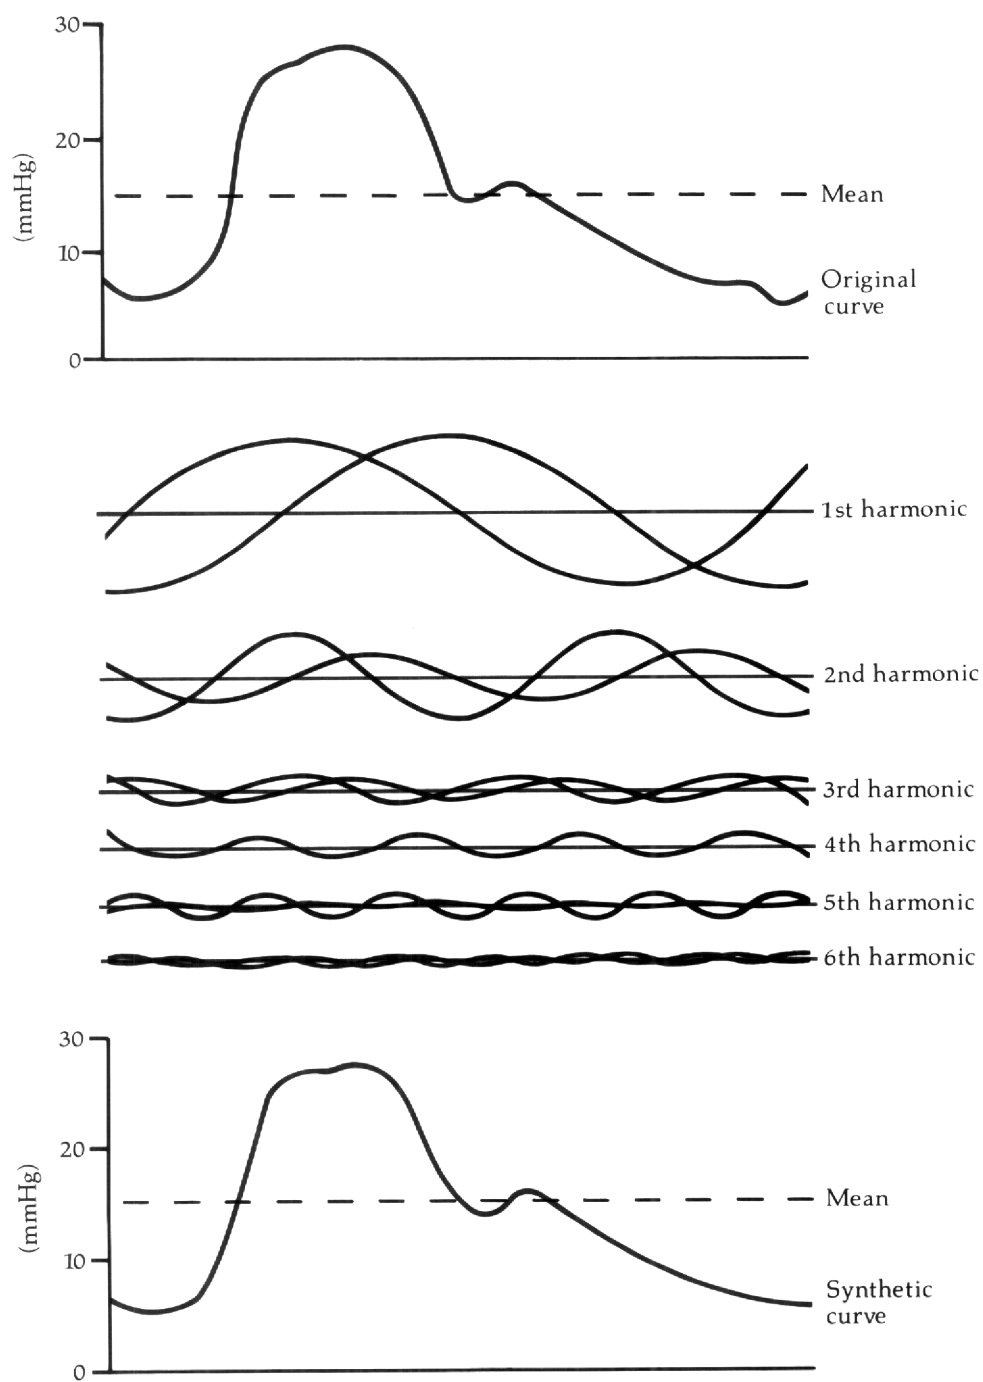 30
20
10
0
(mmHg)
Mean
Original
curve
1st harmonic
2nd harmonic
3rd harmonic
4th harmonic
5th harmonic
6th harmonic
30
20
10
0
(mmHg)
Mean
Synthetic
curve